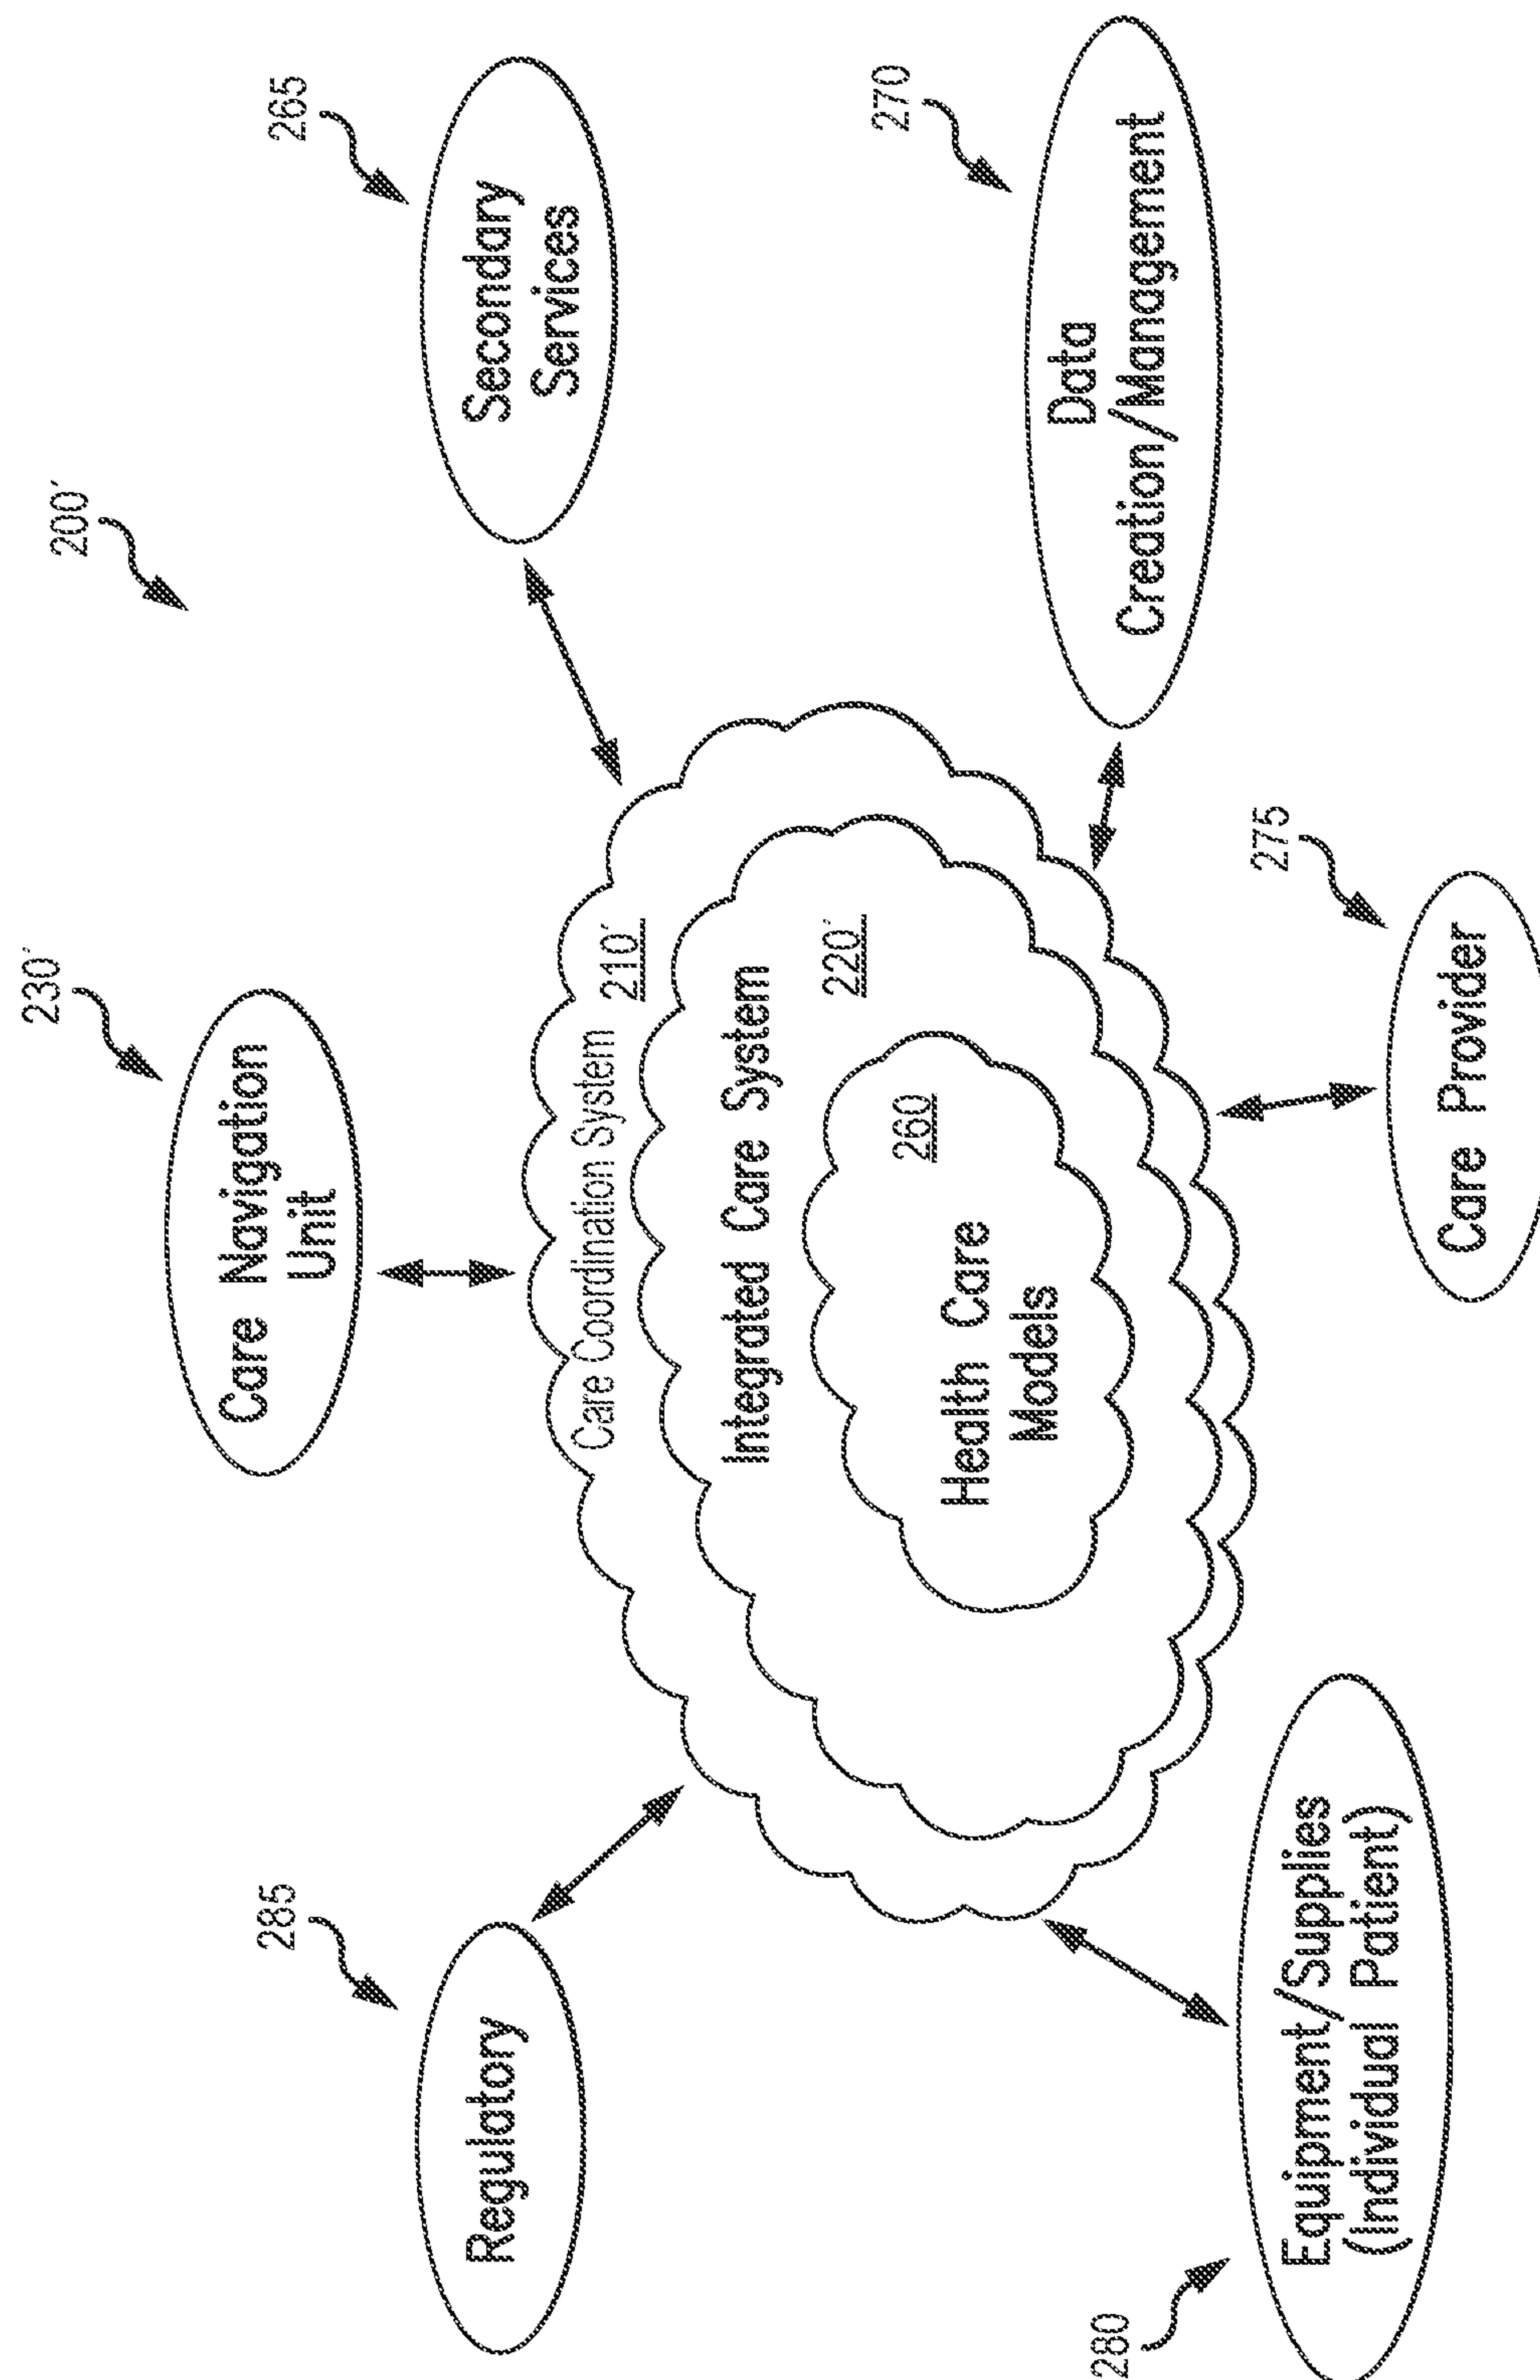 200′
230′
Care Navigation
Unit
285
Regulatory
265
Secondary
Services
Care Coordination System 210′
Integrated Care System
220′
260
Health Care
Models
270
Data
Creation/Management
280
Equipment/Supplies
(Individual Patient)
275
Care Provider